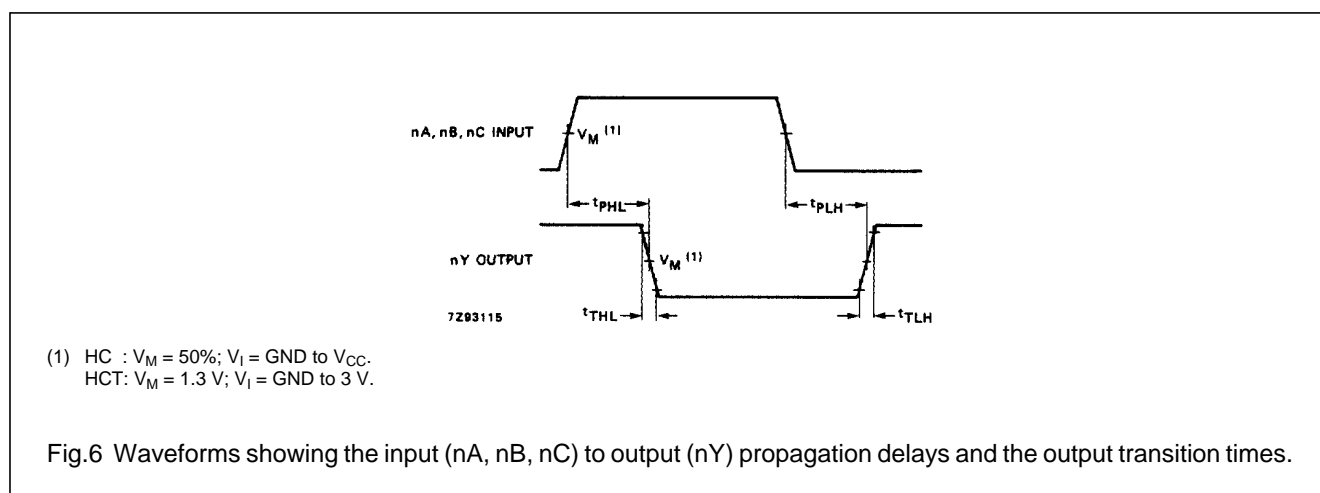 nA, nB, nC INPUT
VM (1)
tPHL
tPLH
nY OUTPUT
VM (1)
7Z93115
tTHL
tTLH
(1) HC : VM = 50%; VI = GND to VCC.
HCT: VM = 1.3 V; VI = GND to 3 V.
Fig.6 Waveforms showing the input (nA, nB, nC) to output (nY) propagation delays and the output transition times.